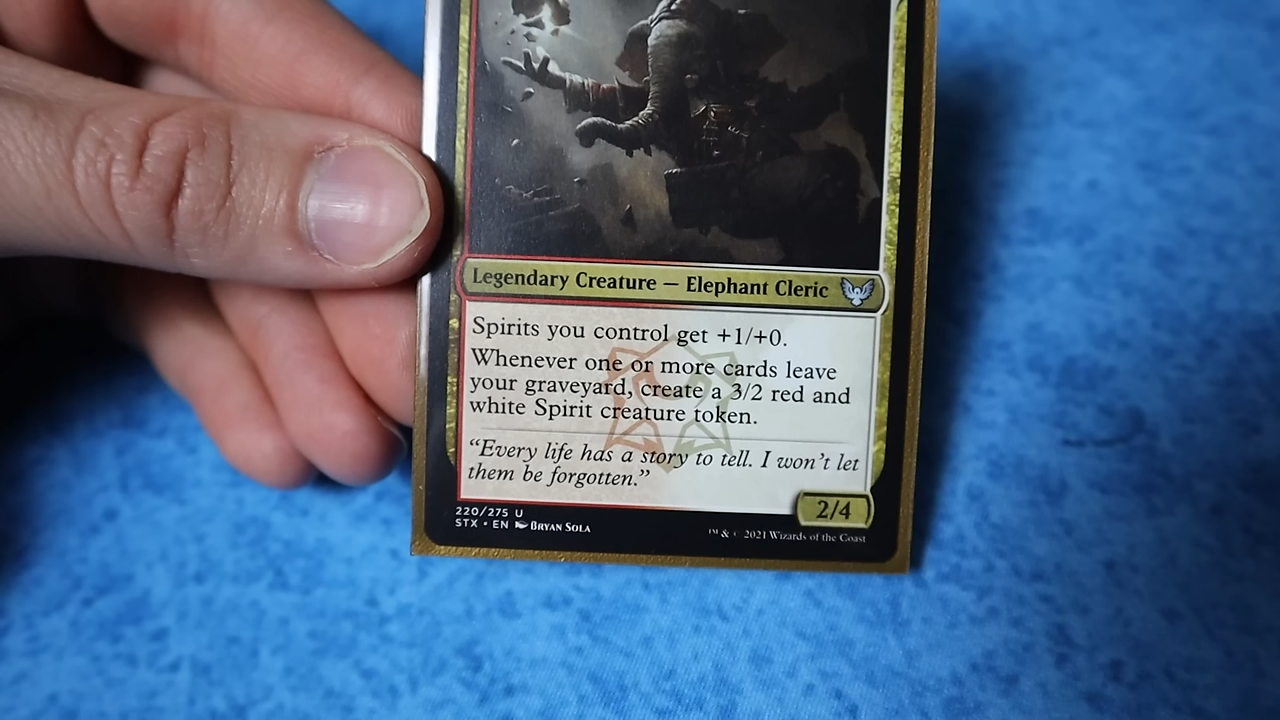 Legendary Creature — Elephant Cleric
Spirits you control get +1/+0.
Whenever one or more cards leave
your graveyard, create a 3/2 red and
white Spirit creature token.
“Every life has a story to tell. I won’t let
them be forgotten.”
2/4
220/275 U
STX • EN Bryan Sola
™ & © 2021 Wizards of the Coast